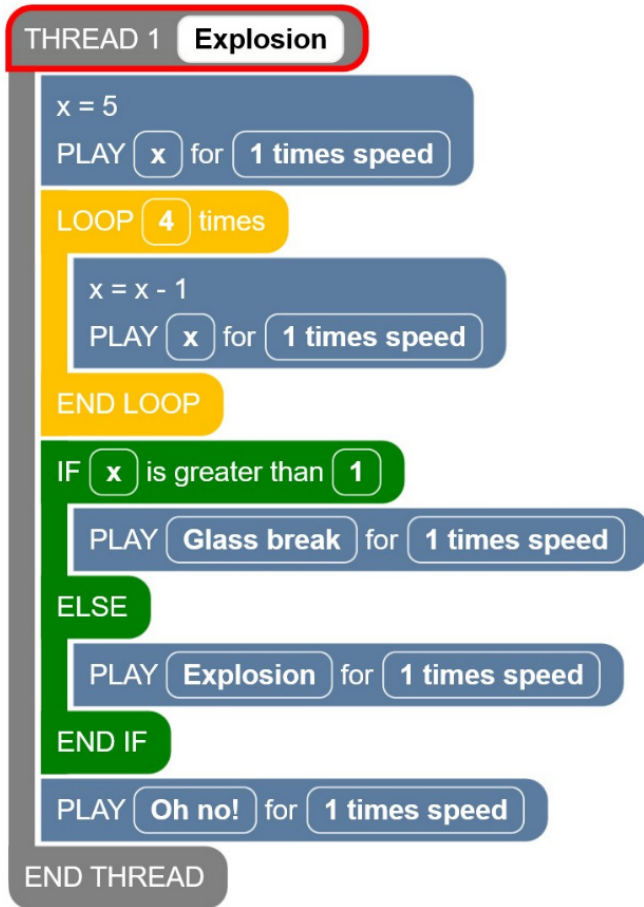 THREAD 1 Explosion
x = 5
PLAY x for 1 times speed
LOOP 4 times
x = x - 1
PLAY x for 1 times speed
END LOOP
IF x is greater than 1
PLAY Glass break for 1 times speed
ELSE
PLAY Explosion for 1 times speed
END IF
PLAY Oh no! for 1 times speed
END THREAD